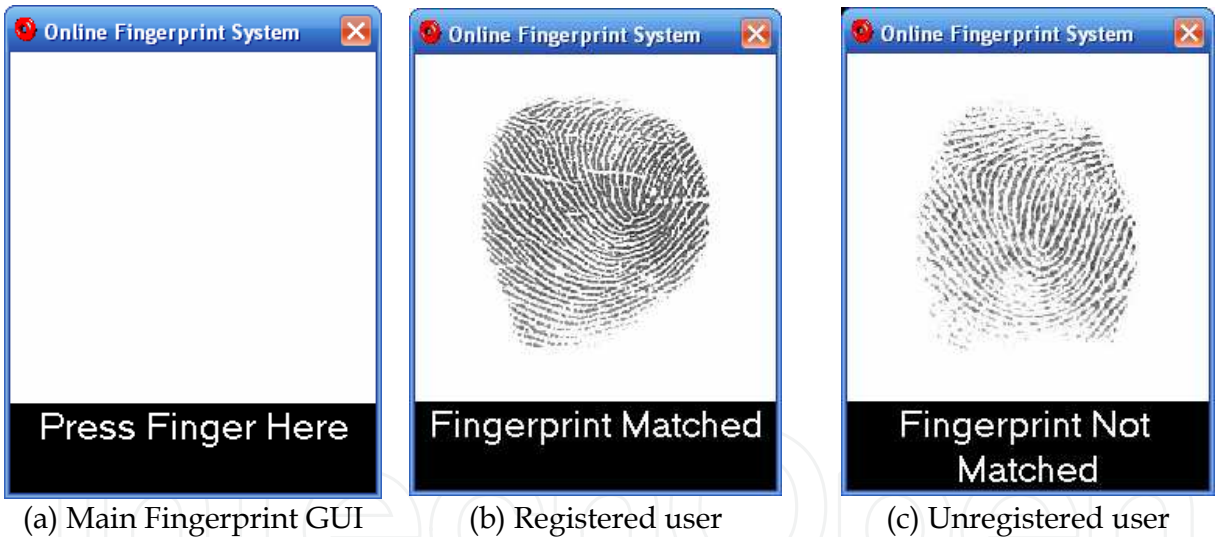 Online Fingerprint System
Press Finger Here
(a) Main Fingerprint GUI
Online Fingerprint System
Fingerprint Matched
(b) Registered user
Online Fingerprint System
Fingerprint Not
Matched
(c) Unregistered user